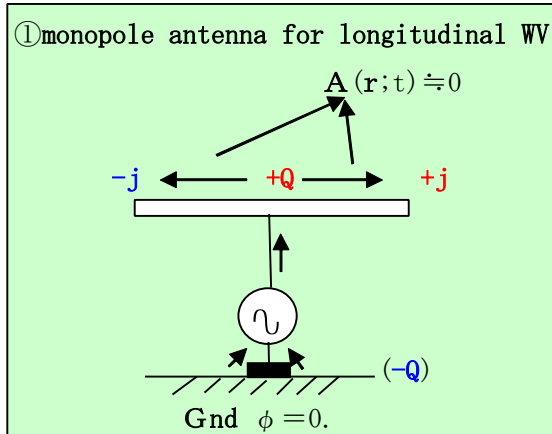 ①monopole antenna for longitudinal WV
A(r;t)≒0
-j +Q +j
(-Q)
Gnd φ=0.